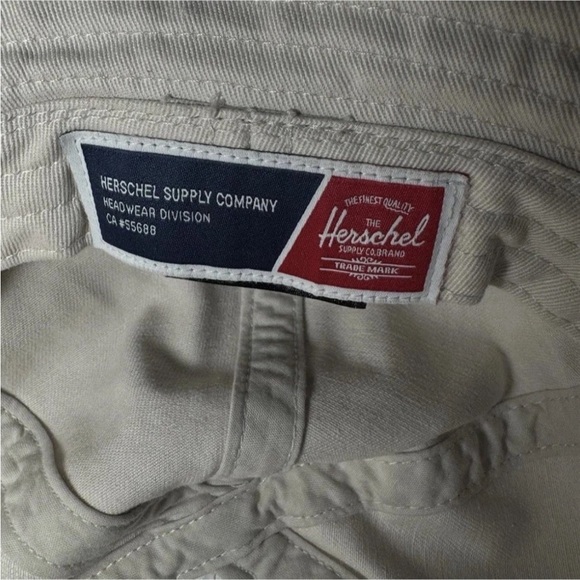 HERSCHEL SUPPLY COMPANY
HEADWEAR DIVISION
CA #55688
THE FINEST QUALITY
THE
Herschel
SUPPLY CO. BRAND
TRADE MARK